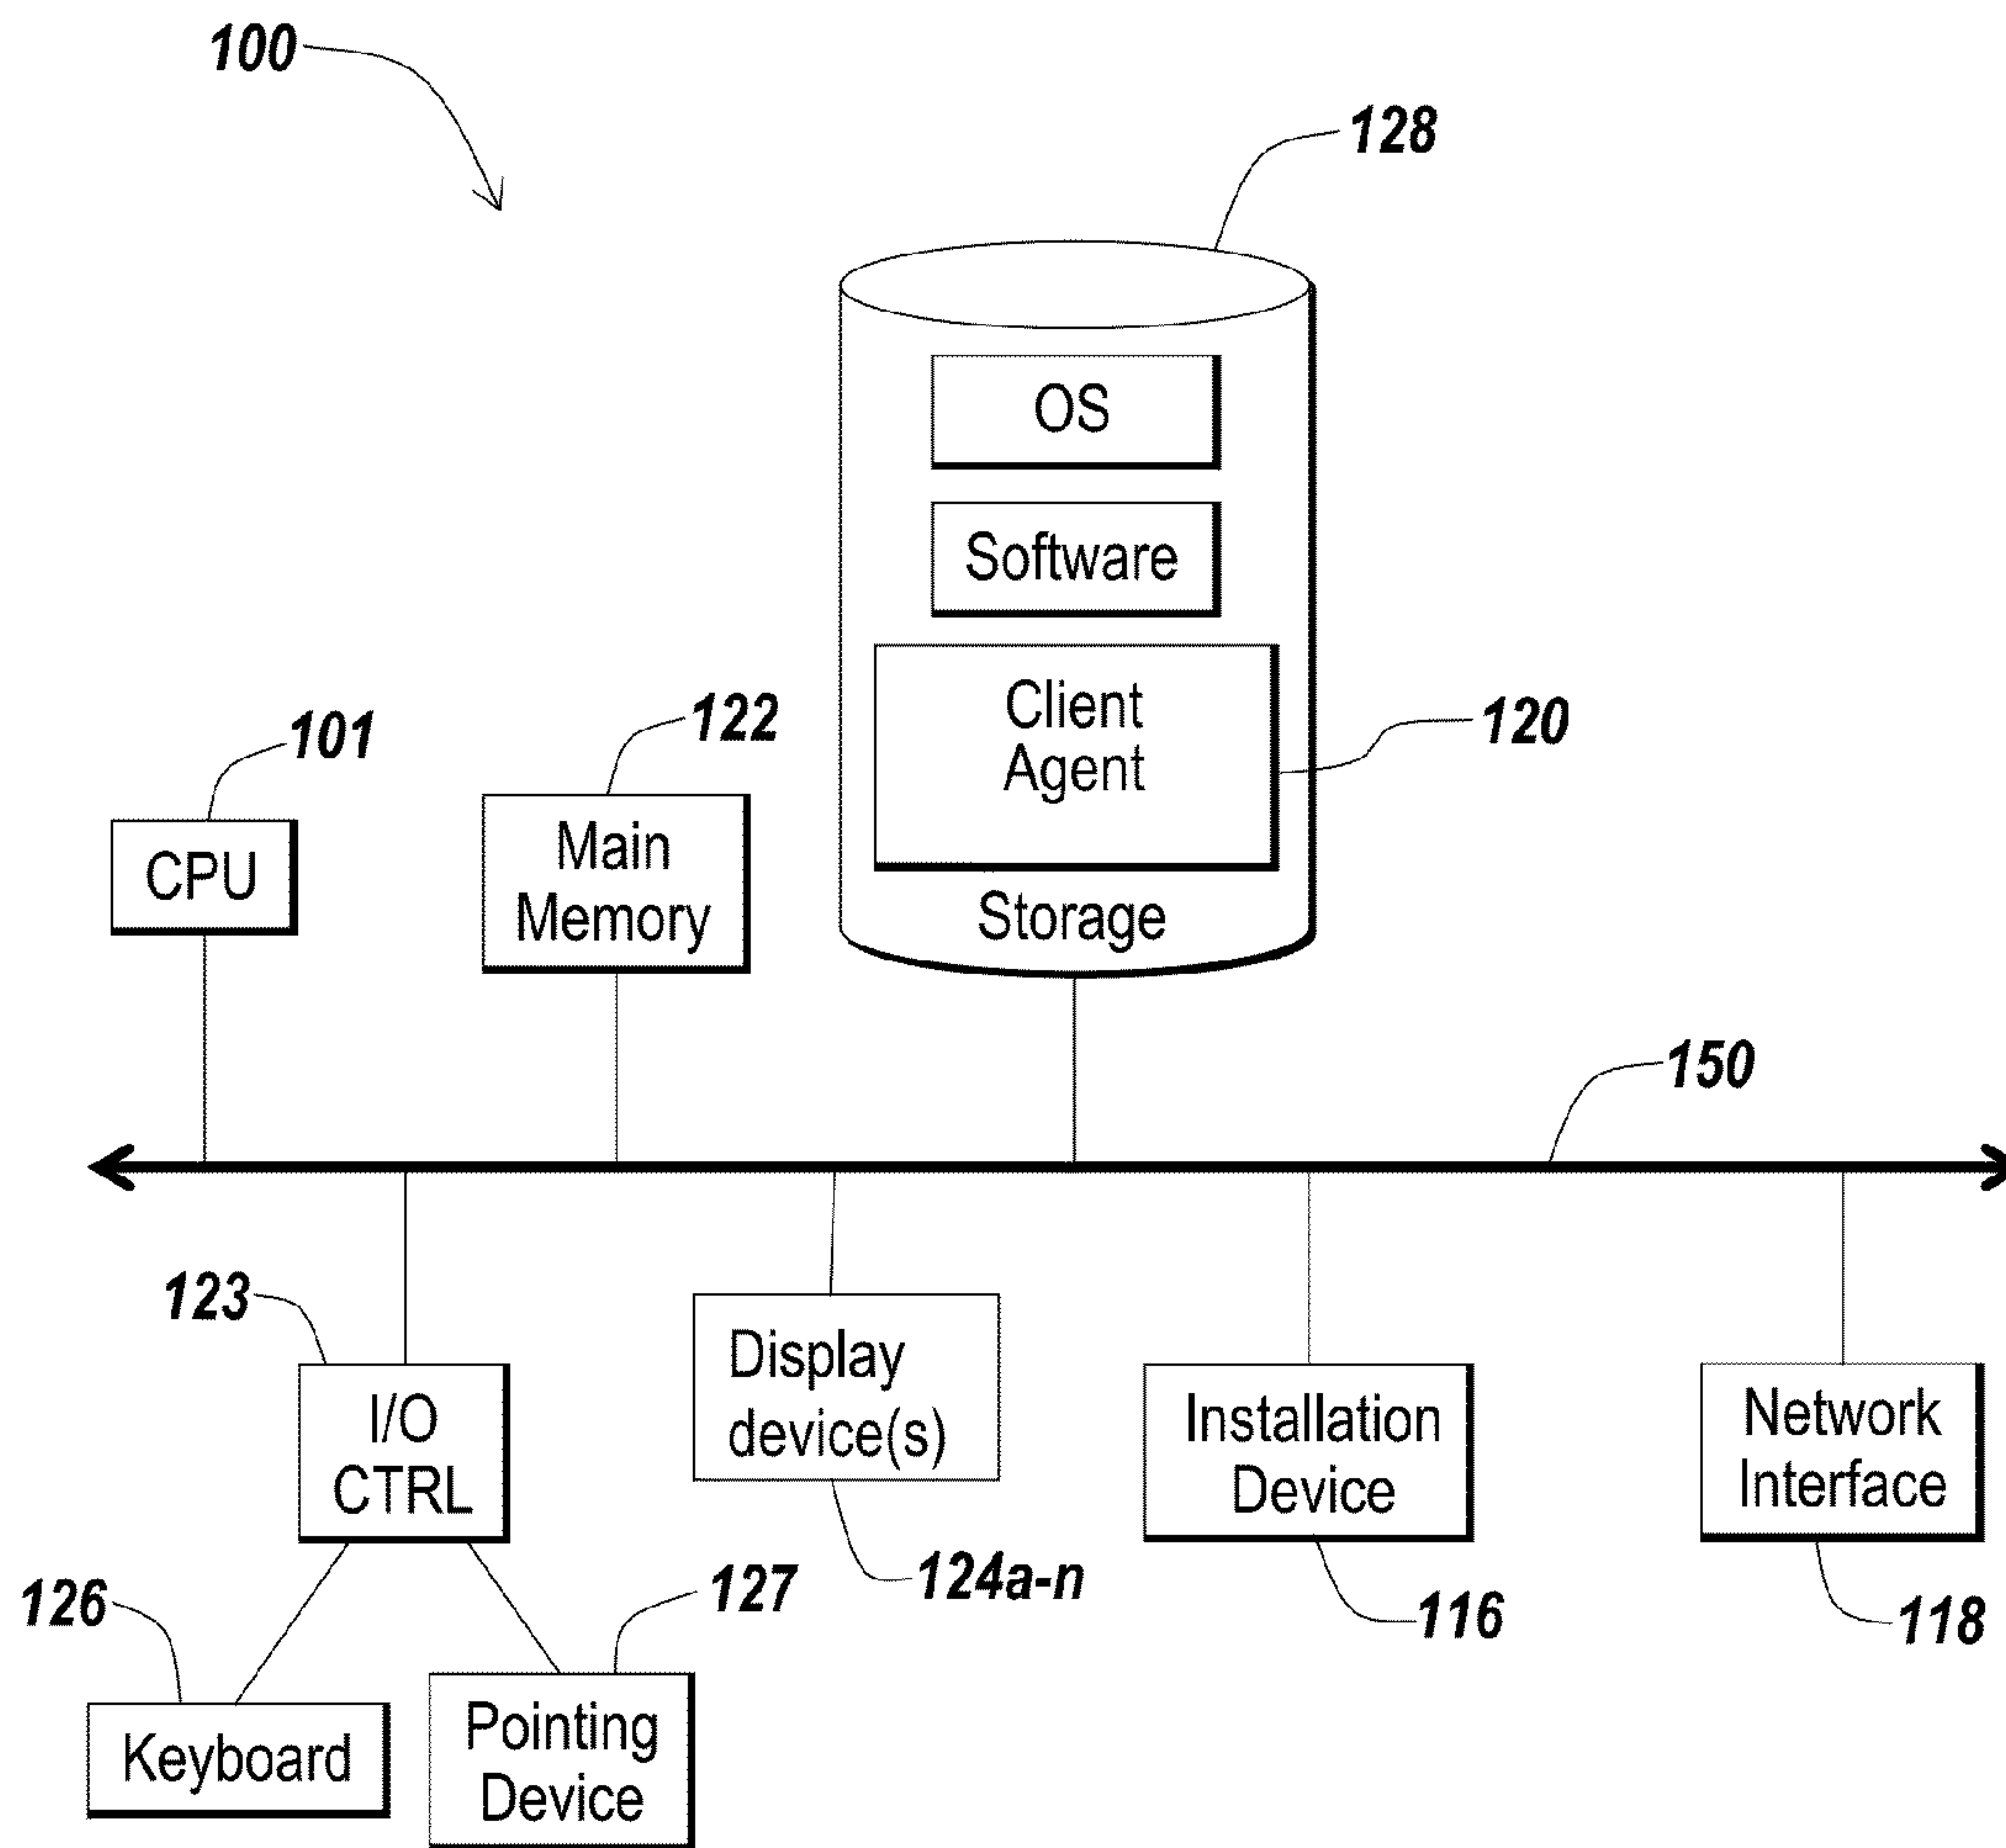 100
128
OS
Software
Client
Agent
120
Storage
101
CPU
122
Main
Memory
150
123
I/O
CTRL
Display
device(s)
124a-n
Installation
Device
116
Network
Interface
118
126
Keyboard
127
Pointing
Device